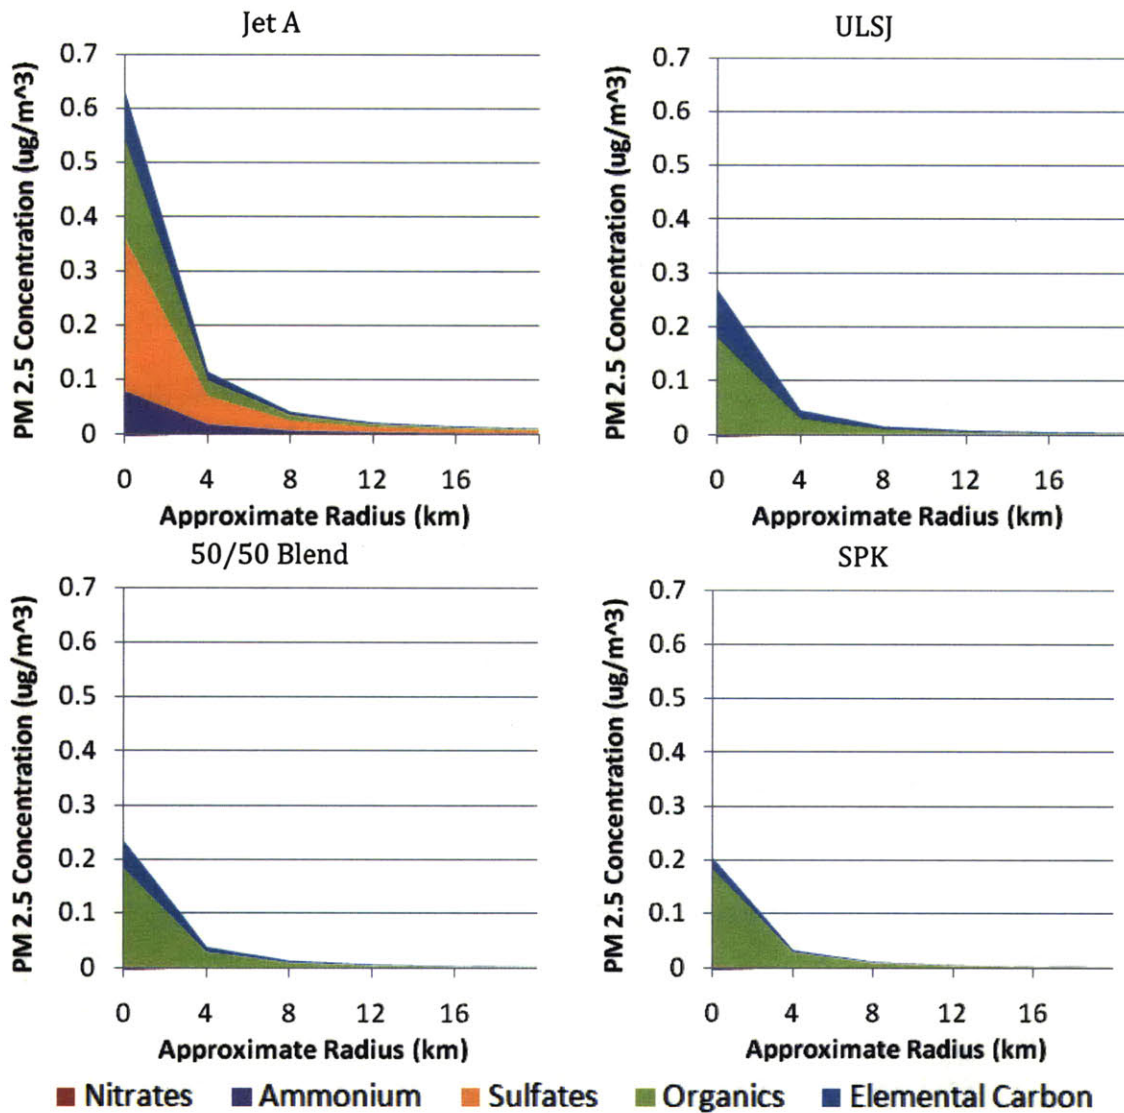 Jet A
PM 2.5 Concentration (ug/m^3)
0.7
0.6
0.5
0.4
0.3
0.2
0.1
0
0 4 8 12 16
Approximate Radius (km)
ULSJ
PM 2.5 Concentration (ug/m^3)
0.7
0.6
0.5
0.4
0.3
0.2
0.1
0
0 4 8 12 16
Approximate Radius (km)
50/50 Blend
PM 2.5 Concentration (ug/m^3)
0.7
0.6
0.5
0.4
0.3
0.2
0.1
0
0 4 8 12 16
Approximate Radius (km)
SPK
PM 2.5 Concentration (ug/m^3)
0.7
0.6
0.5
0.4
0.3
0.2
0.1
0
0 4 8 12 16
Approximate Radius (km)
Nitrates Ammonium Sulfates Organics Elemental Carbon